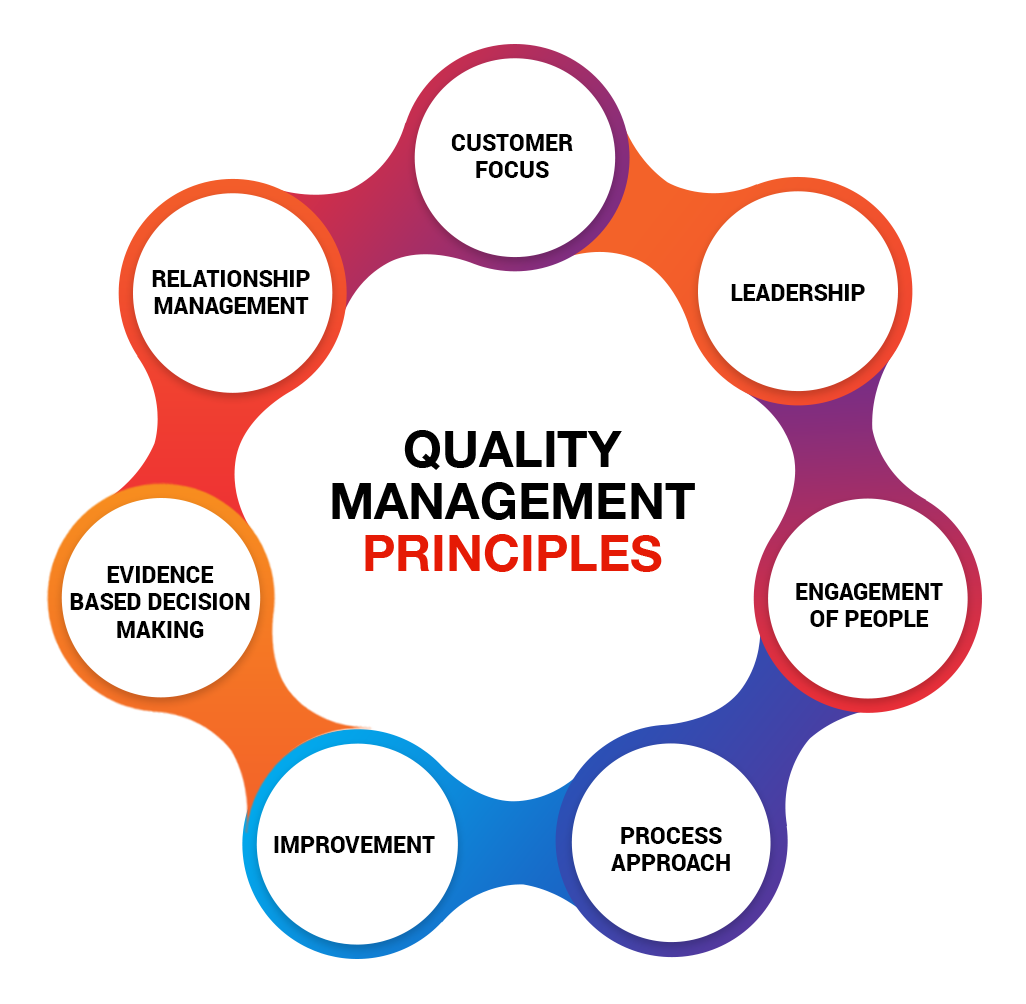 CUSTOMER
FOCUS
LEADERSHIP
RELATIONSHIP
MANAGEMENT
QUALITY
MANAGEMENT
PRINCIPLES
EVIDENCE
BASED DECISION
MAKING
ENGAGEMENT
OF PEOPLE
IMPROVEMENT
PROCESS
APPROACH